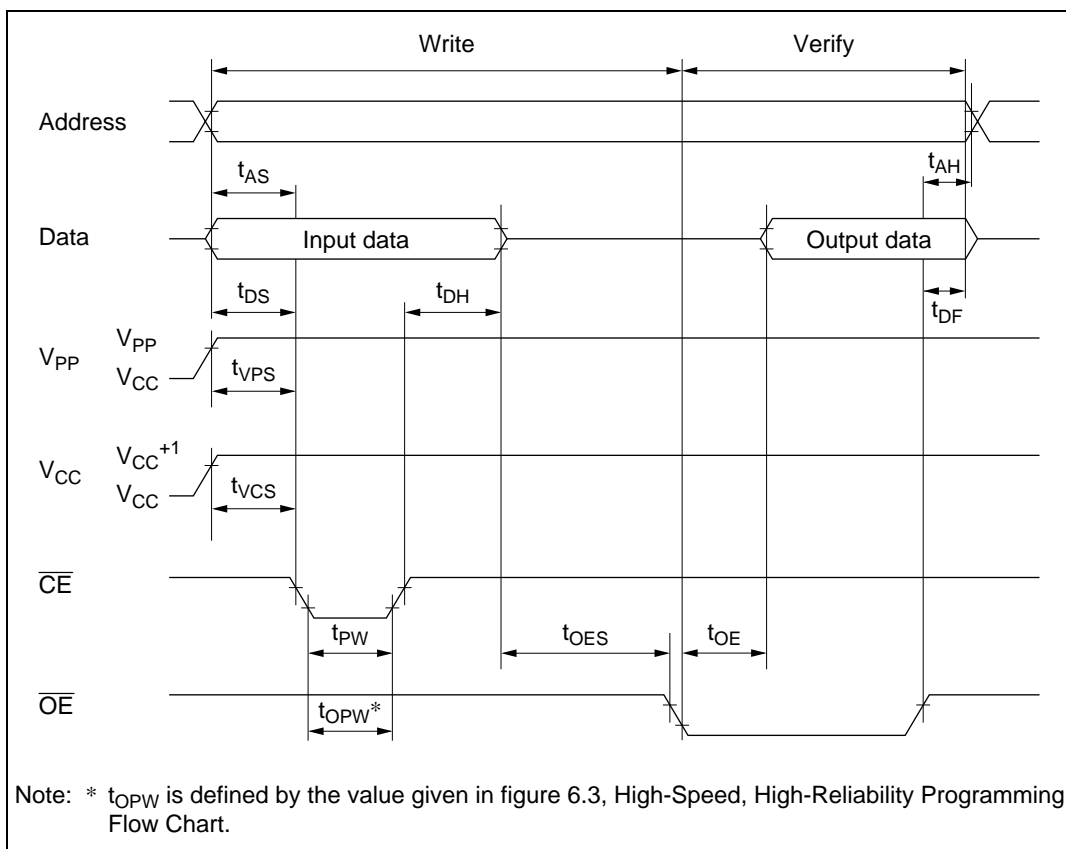 Write Verify
Address
tAS
tAH
Data Input data Output data
tDS
tDH
tDF
VPP VPP
VCC
tVPS
VCC VCC+1
VCC
tVCS
CE
tPW
tOES
tOE
OE
tOPW*
Note: * tOPW is defined by the value given in figure 6.3, High-Speed, High-Reliability Programming
Flow Chart.